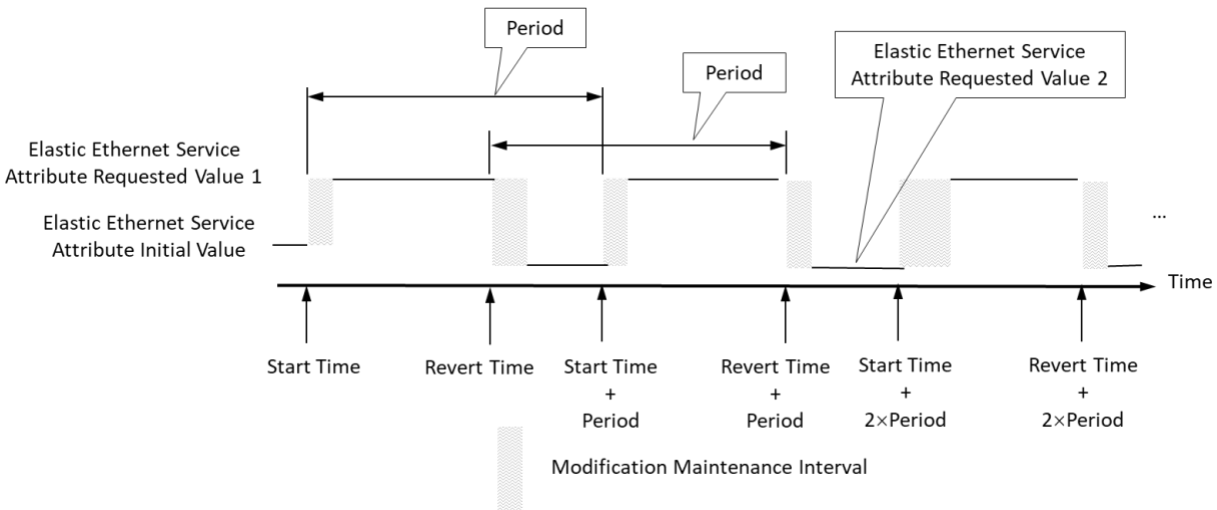 Period
Elastic Ethernet Service
Attribute Requested Value 2
Period
Elastic Ethernet Service
Attribute Requested Value 1
Elastic Ethernet Service
Attribute Initial Value
...
Time
Start Time
Revert Time
Start Time
+
Period
Revert Time
+
Period
Start Time
+
2×Period
Revert Time
+
2×Period
Modification Maintenance Interval